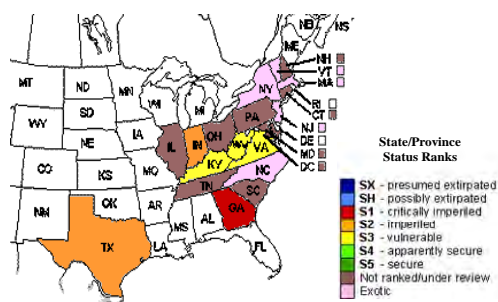 NB
NS
ME
NH
VT
MA
MT
ND
MN
WI
MI
NY
RI
CT
SD
WY
IA
PA
NJ
DE
MD
DC
NE
IL
IN
OH
WV
VA
CO
KS
MO
KY
NC
TN
SC
NM
OK
AR
MS
AL
GA
TX
LA
FL
State/Province
Status Ranks
SX - presumed extirpated
SH - possibly extirpated
S1 - critically imperiled
S2 - imperiled
S3 - vulnerable
S4 - apparently secure
S5 - secure
Not ranked/under review
Exotic